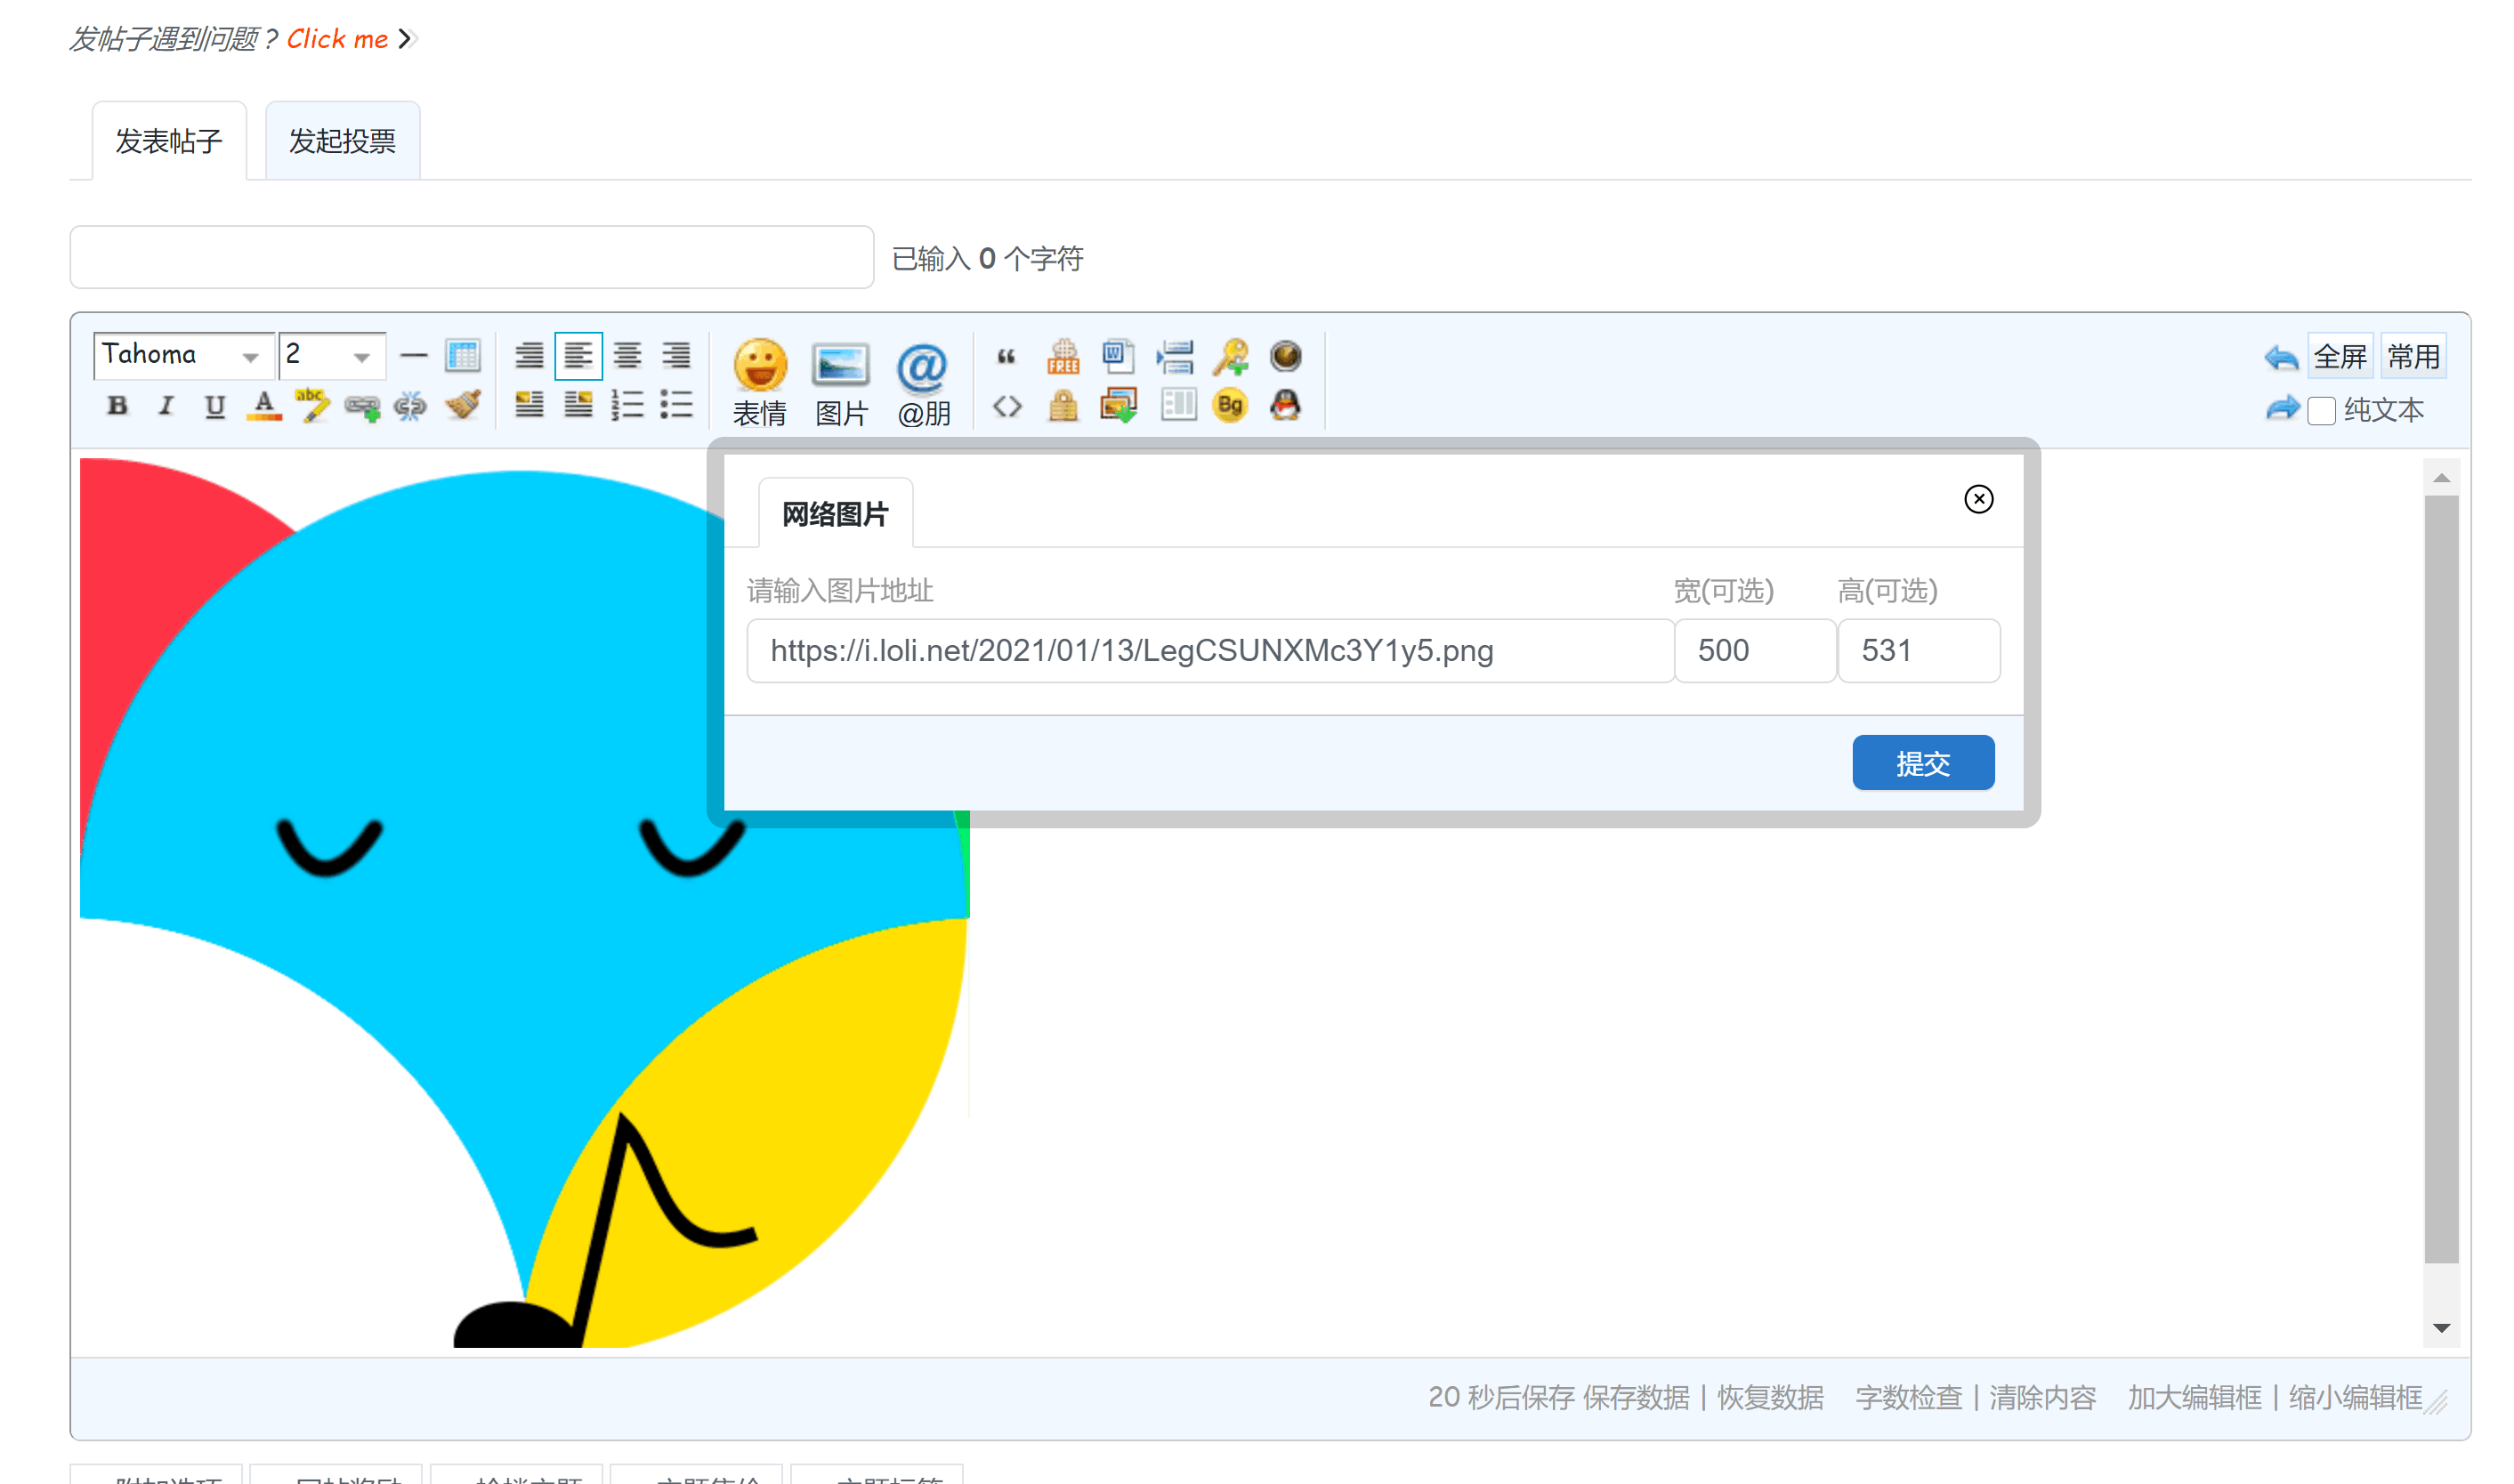 发帖子遇到问题？Click me
发表帖子 发起投票
已输入 0 个字符
Tahoma 2
B I U A abc
表情 图片 @朋
FREE W Bg
全屏 常用
纯文本
网络图片
请输入图片地址 宽(可选) 高(可选)
https://i.loli.net/2021/01/13/LegCSUNXMc3Y1y5.png 500 531
提交
20 秒后保存 保存数据 | 恢复数据 字数检查 | 清除内容 加大编辑框 | 缩小编辑框